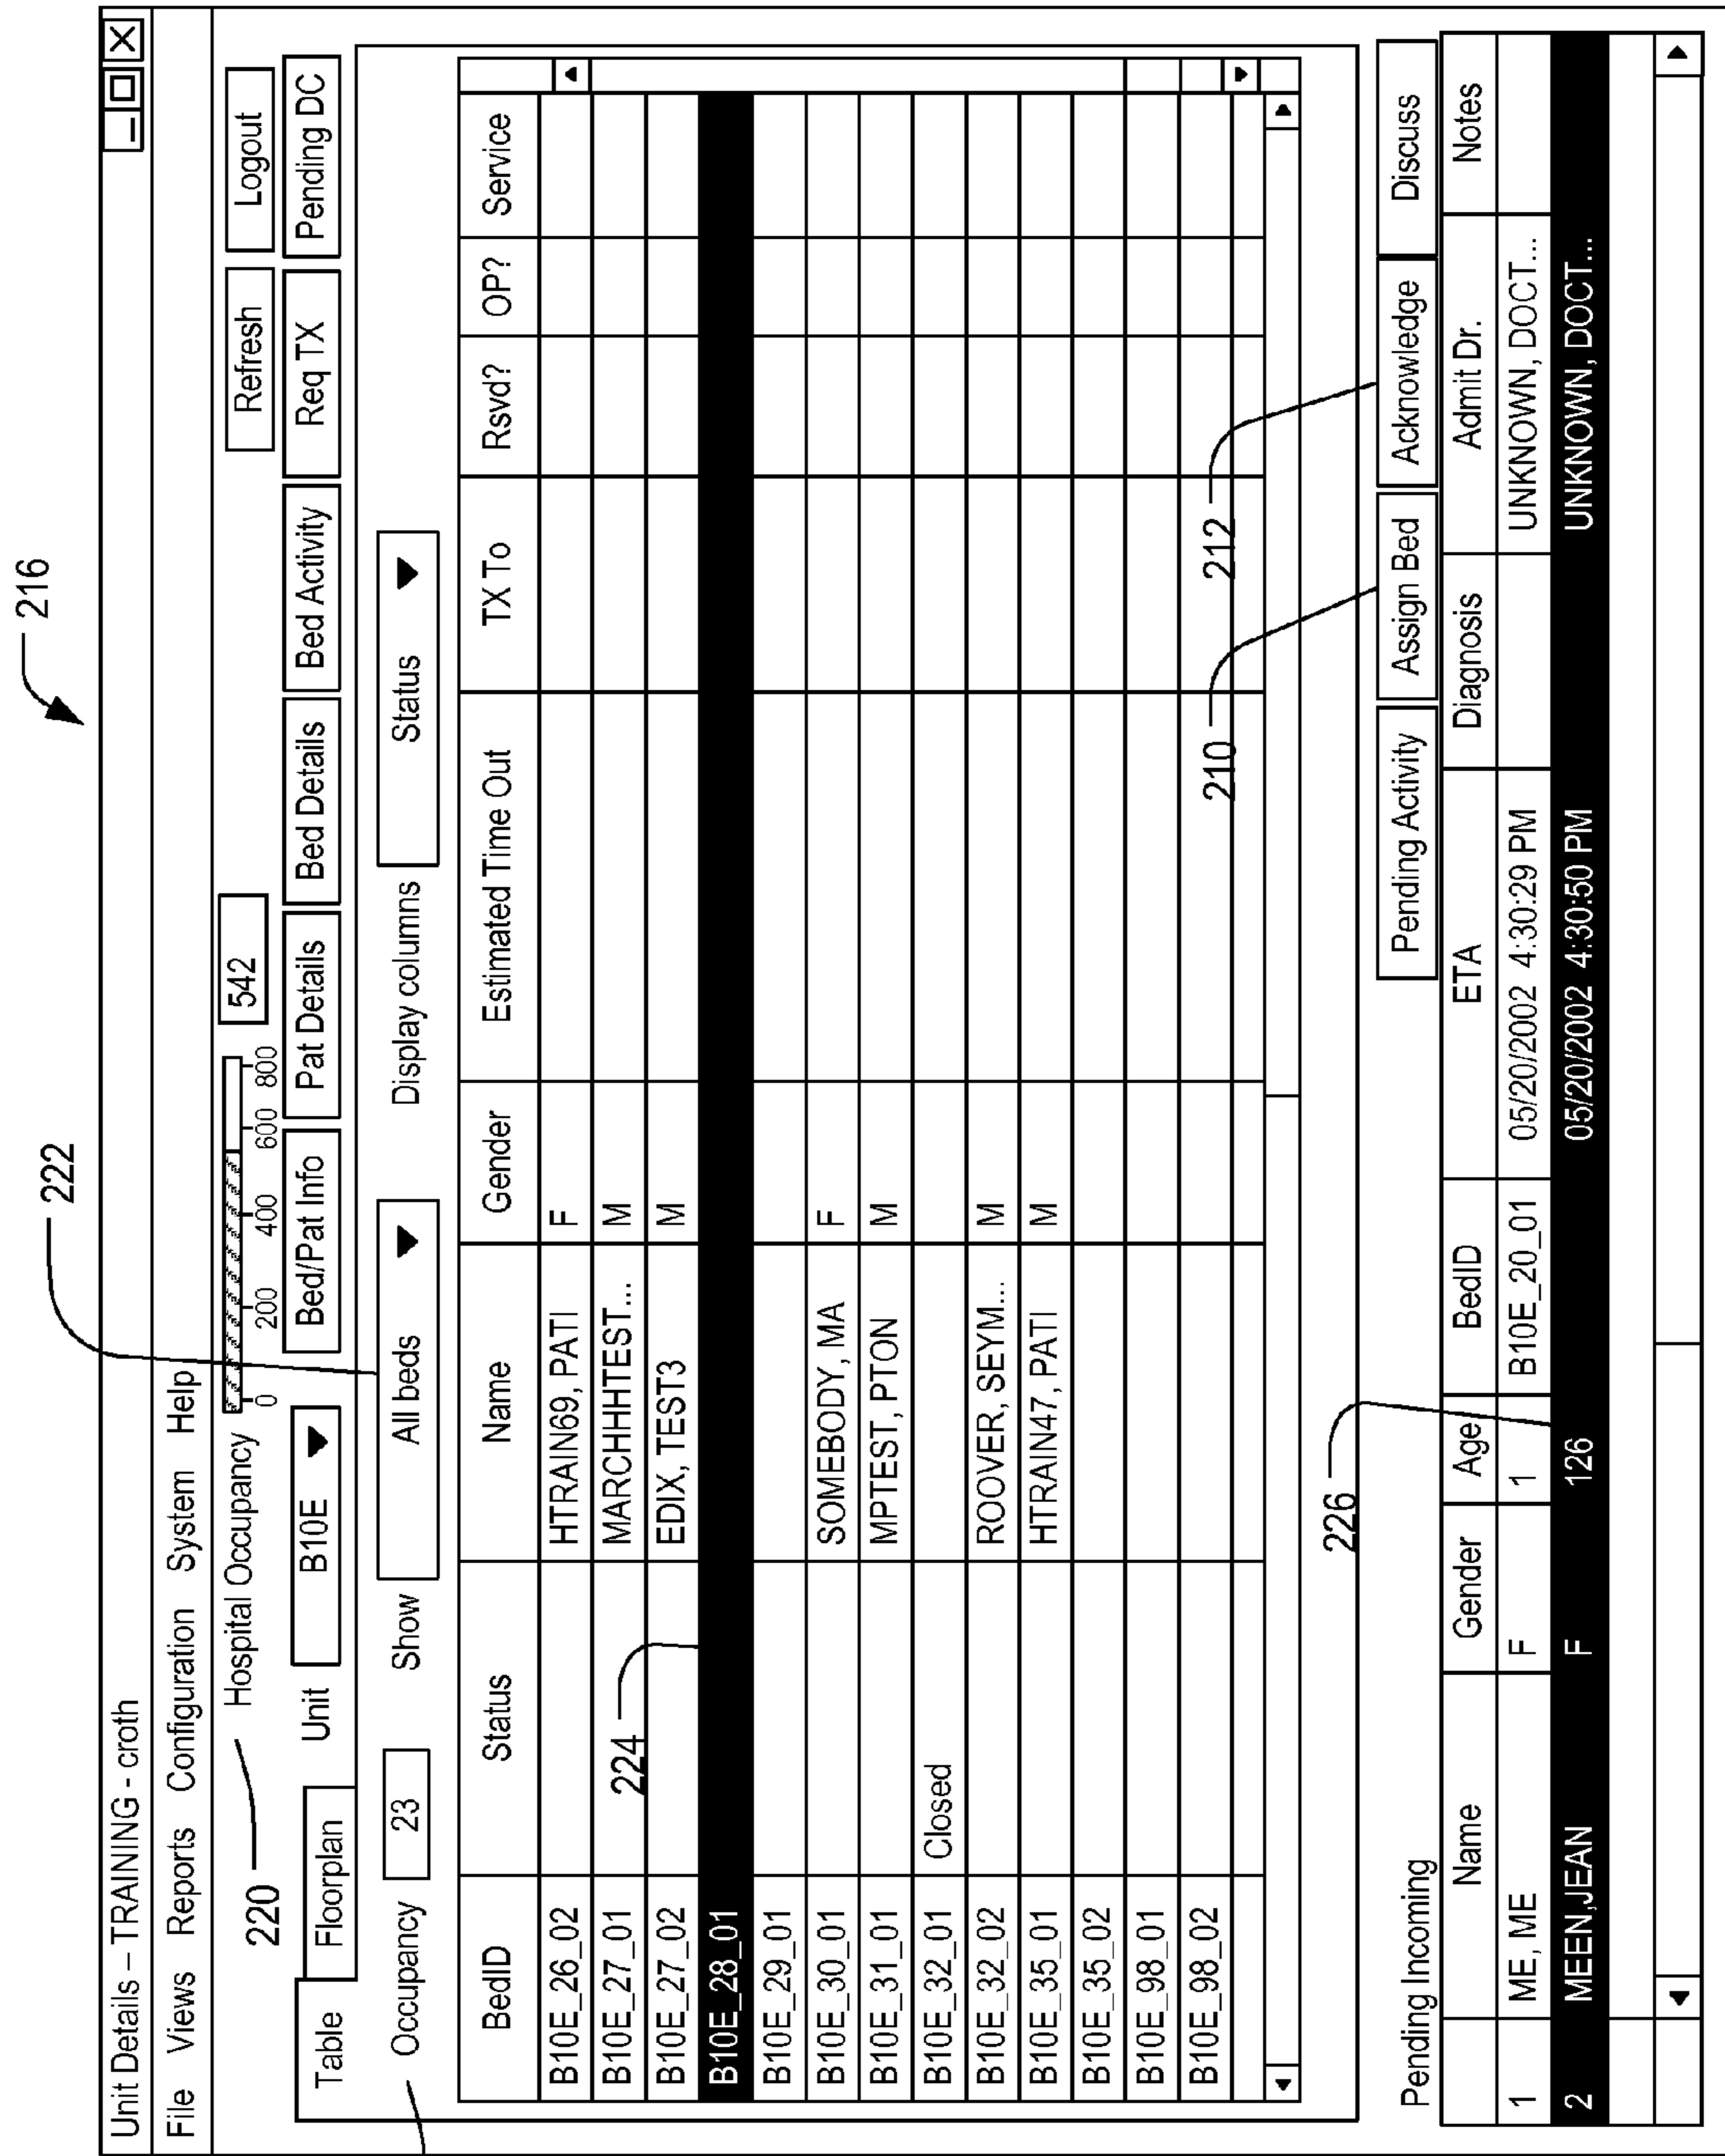 216
222
Unit Details – TRAINING - croth
File Views Reports Configuration System Help
220
Hospital Occupancy
0 200 400 600 800
542
Refresh
Logout
Table
Floorplan
Unit
B10E
Bed/Pat Info
Pat Details
Bed Details
Bed Activity
Req TX
Pending DC
Occupancy
23
Show
All beds
Display columns
Status
BedID Status Name Gender Estimated Time Out TX To Rsvd? OP? Service
B10E_26_02 HTRAIN69, PATI F
B10E_27_01 MARCHHHTEST... M
B10E_27_02 EDIX, TEST3 M
224
B10E_28_01
B10E_29_01
B10E_30_01 SOMEBODY, MA F
B10E_31_01 MPTEST, PTON M
B10E_32_01 Closed
B10E_32_02 ROOVER, SEYM... M
B10E_35_01 HTRAIN47, PATI M
B10E_35_02
B10E_98_01
B10E_98_02
210
212
226
Pending Incoming
Pending Activity
Assign Bed
Acknowledge
Discuss
Name Gender Age BedID ETA Diagnosis Admit Dr. Notes
1 ME, ME F 1 B10E_20_01 05/20/2002 4:30:29 PM UNKNOWN, DOCT...
2 MEEN,JEAN F 126 05/20/2002 4:30:50 PM UNKNOWN, DOCT...